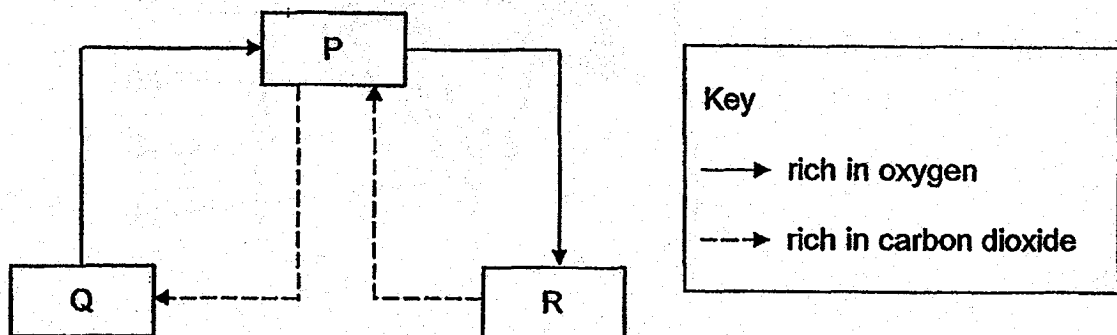 P
Key
rich in oxygen
rich in carbon dioxide
Q
R